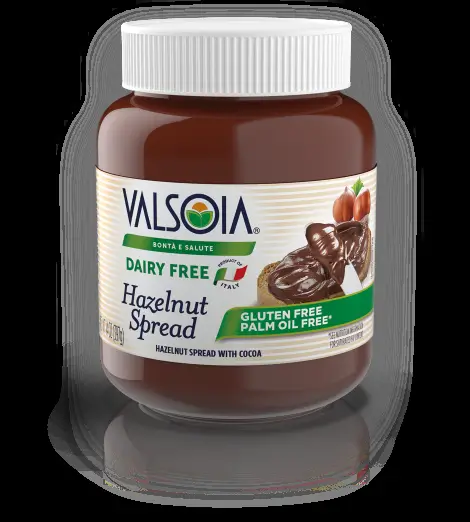 VALSOIA®
BONTÀ E SALUTE
DAIRY FREE
PRODUCT OF
ITALY
Hazelnut
Spread
GLUTEN FREE
PALM OIL FREE*
HAZELNUT SPREAD WITH COCOA